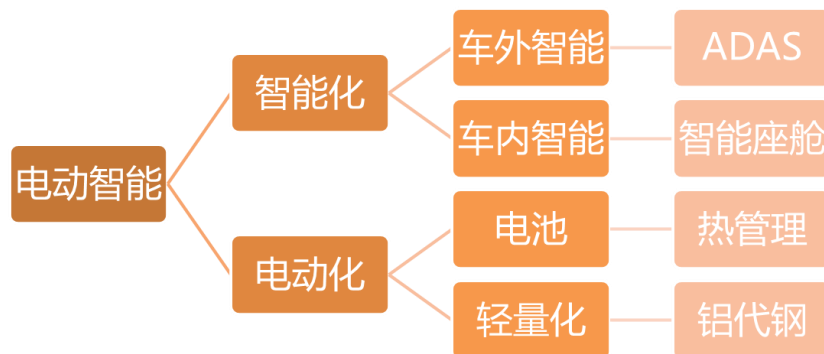 电动智能
智能化
车外智能
ADAS
车内智能
智能座舱
电动化
电池
热管理
轻量化
铝代钢